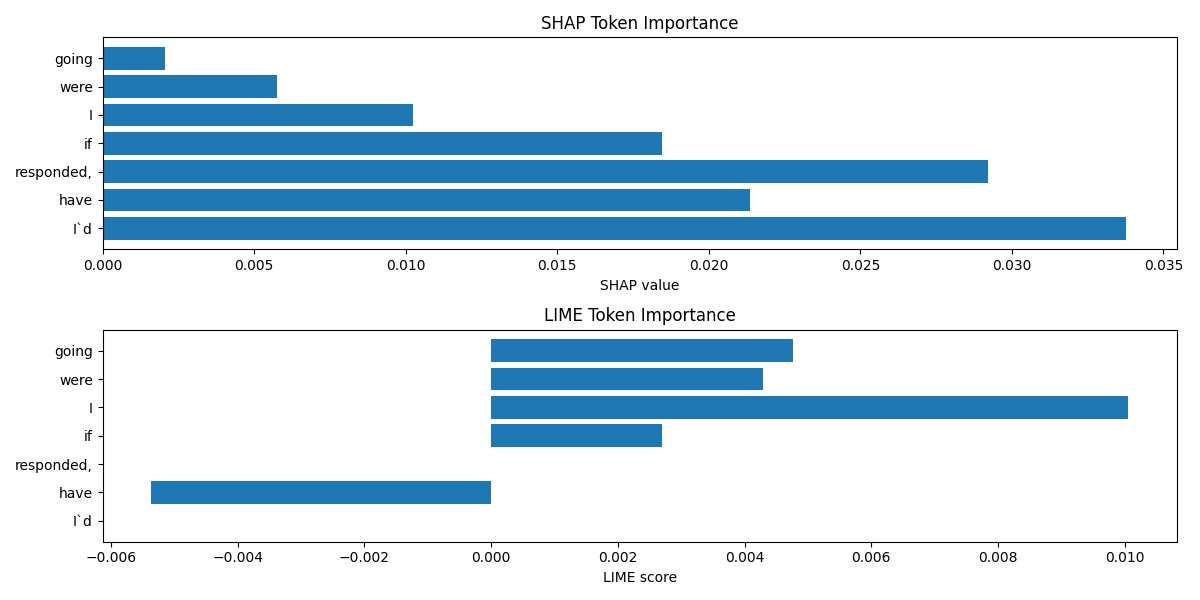 SHAP Token Importance
going
were
I
if
responded,
have
I`d
0.000 0.005 0.010 0.015 0.020 0.025 0.030 0.035
SHAP value
LIME Token Importance
going
were
I
if
responded,
have
I`d
−0.006 −0.004 −0.002 0.000 0.002 0.004 0.006 0.008 0.010
LIME score